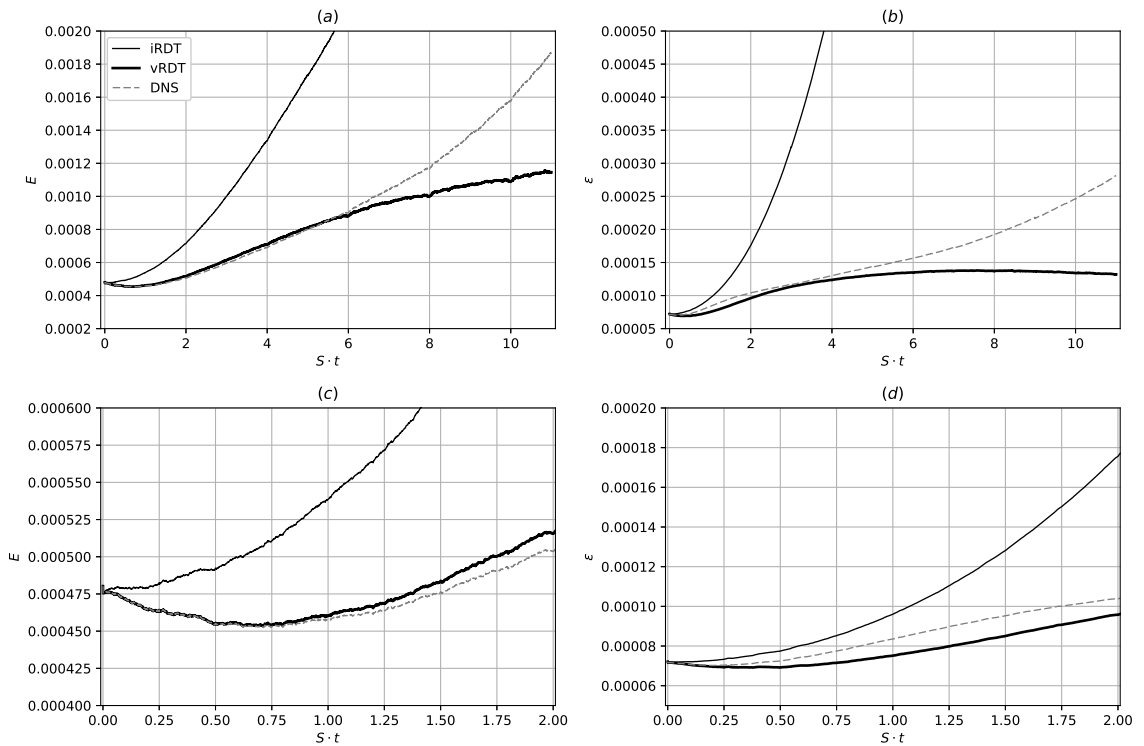 (a)
0.0020
0.0018
0.0016
0.0014
0.0012
0.0010
0.0008
0.0006
0.0004
0.0002
E
iRDT
vRDT
DNS
0 2 4 6 8 10
S · t
(b)
0.00050
0.00045
0.00040
0.00035
0.00030
0.00025
0.00020
0.00015
0.00010
0.00005
ε
0 2 4 6 8 10
S · t
(c)
0.000600
0.000575
0.000550
0.000525
0.000500
0.000475
0.000450
0.000425
0.000400
E
0.00 0.25 0.50 0.75 1.00 1.25 1.50 1.75 2.00
S · t
(d)
0.00020
0.00018
0.00016
0.00014
0.00012
0.00010
0.00008
0.00006
ε
0.00 0.25 0.50 0.75 1.00 1.25 1.50 1.75 2.00
S · t